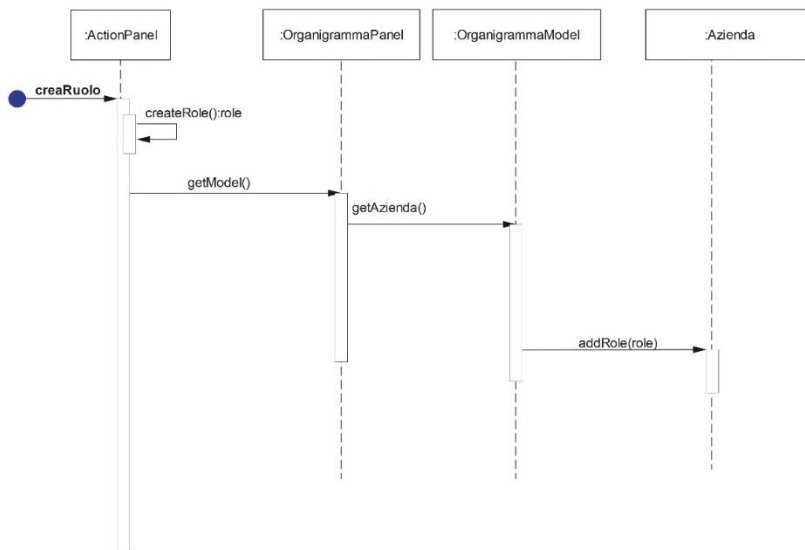 :ActionPanel
:OrganigrammaPanel
:OrganigrammaModel
:Azienda
creaRuolo
createRole():role
getModel()
getAzienda()
addRole(role)